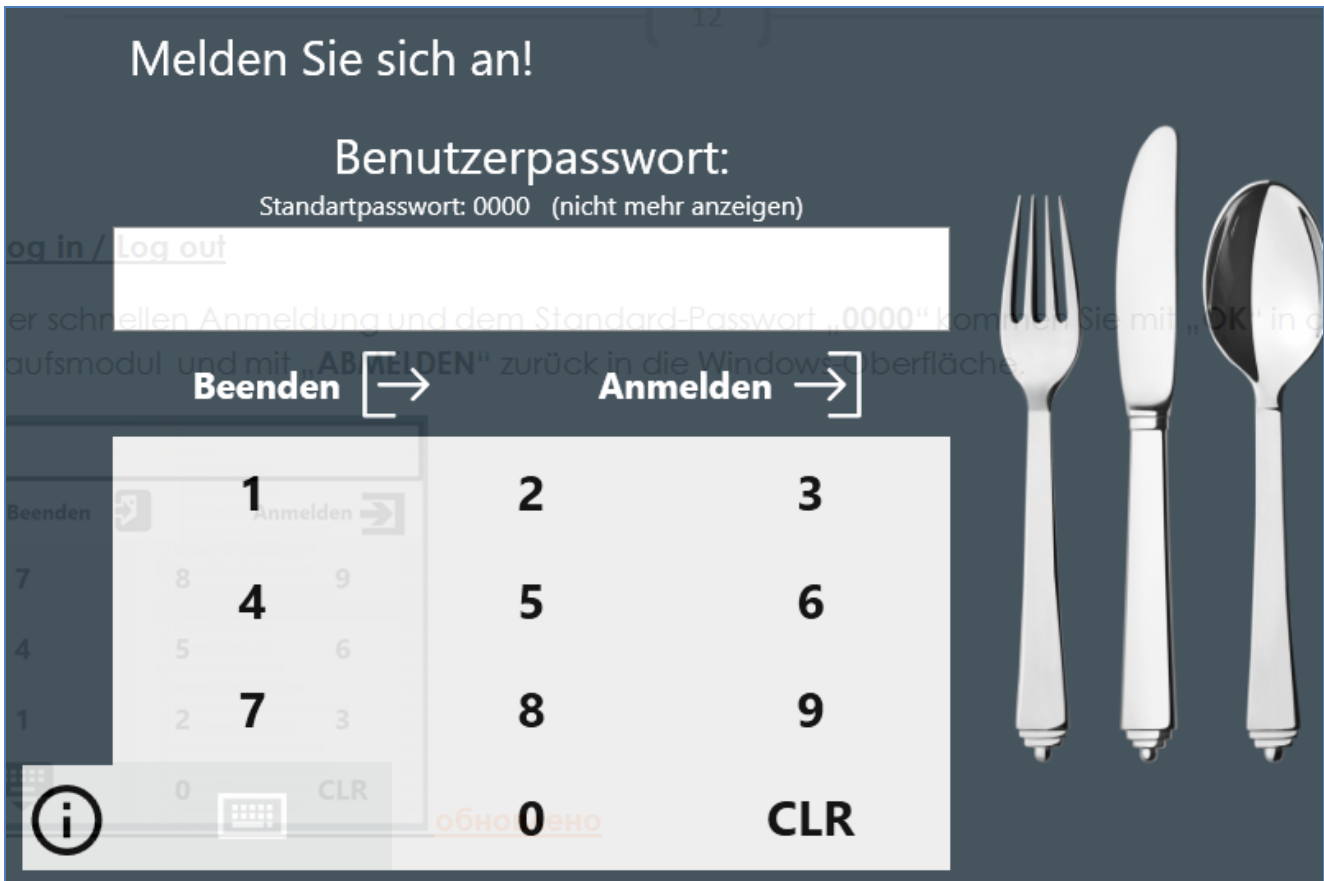 12
Melden Sie sich an!
Benutzerpasswort:
Standartpasswort: 0000 (nicht mehr anzeigen)
og in / Log out
er schnellen Anmeldung und dem Standard-Passwort „0000“ kommen Sie mit „OK“ in d
aufsmodul und mit „ABMELDEN“ zurück in die Windows-Oberfläche.
Beenden Anmelden
1 2 3
Beenden Anmelden
7 8 9
4 5 6
4 5 6
7 8 9
1 2 3
0 CLR
i 0 CLR
обновлено